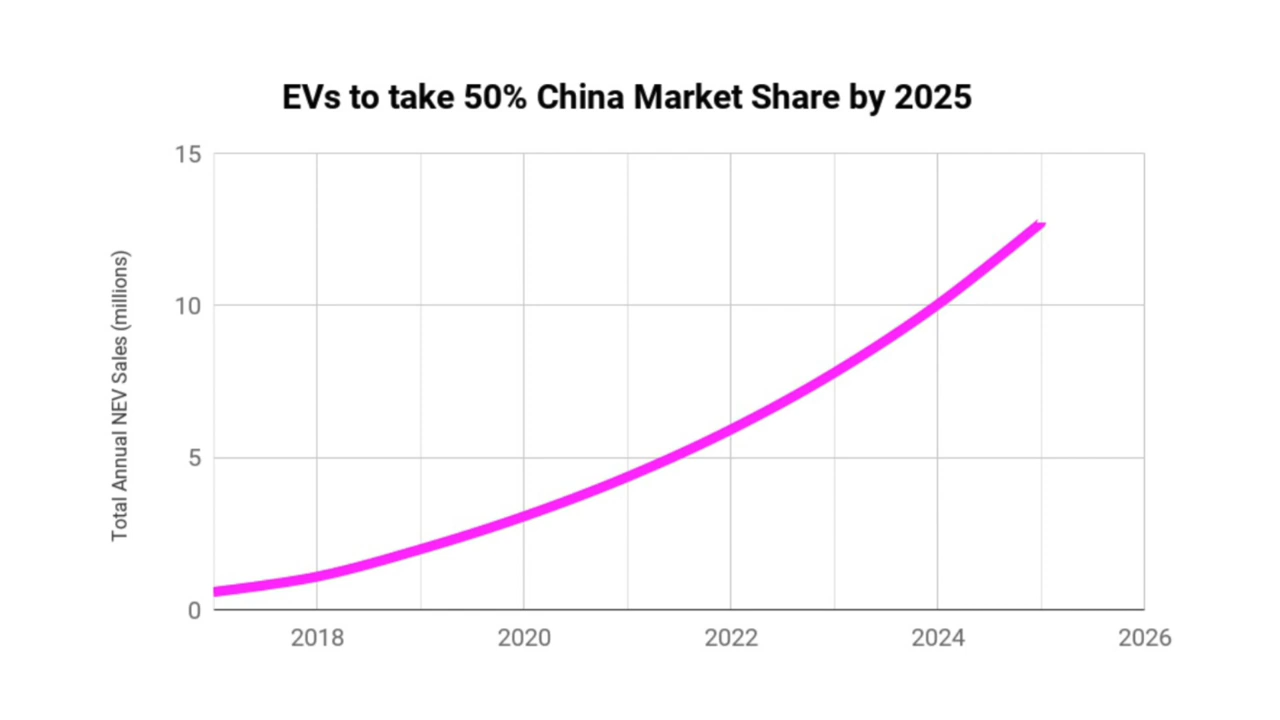 EVs to take 50% China Market Share by 2025
Total Annual NEV Sales (millions)
15
10
5
0
2018 2020 2022 2024 2026